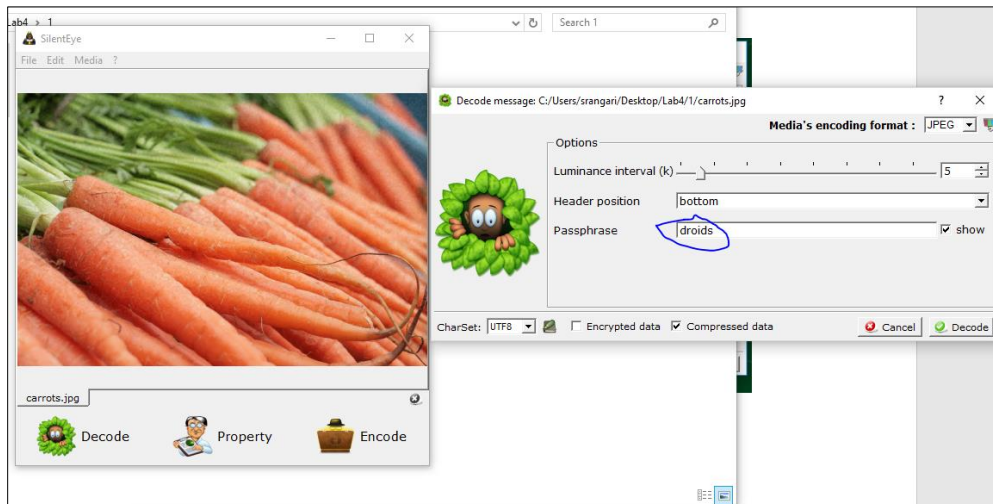 Lab4 > 1
Search 1
SilentEye
File Edit Media ?
carrots.jpg
Decode
Property
Encode
Decode message: C:/Users/srangari/Desktop/Lab4/1/carrots.jpg
?
Media's encoding format : JPEG
Options
Luminance interval (k) 5
Header position bottom
Passphrase droids show
CharSet: UTF8 Encrypted data Compressed data Cancel Decode